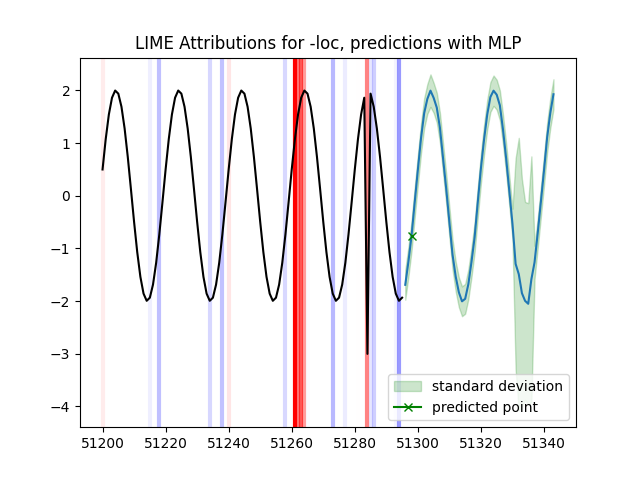 LIME Attributions for -loc, predictions with MLP
2
1
0
−1
−2
−3
−4
standard deviation
predicted point
51200 51220 51240 51260 51280 51300 51320 51340